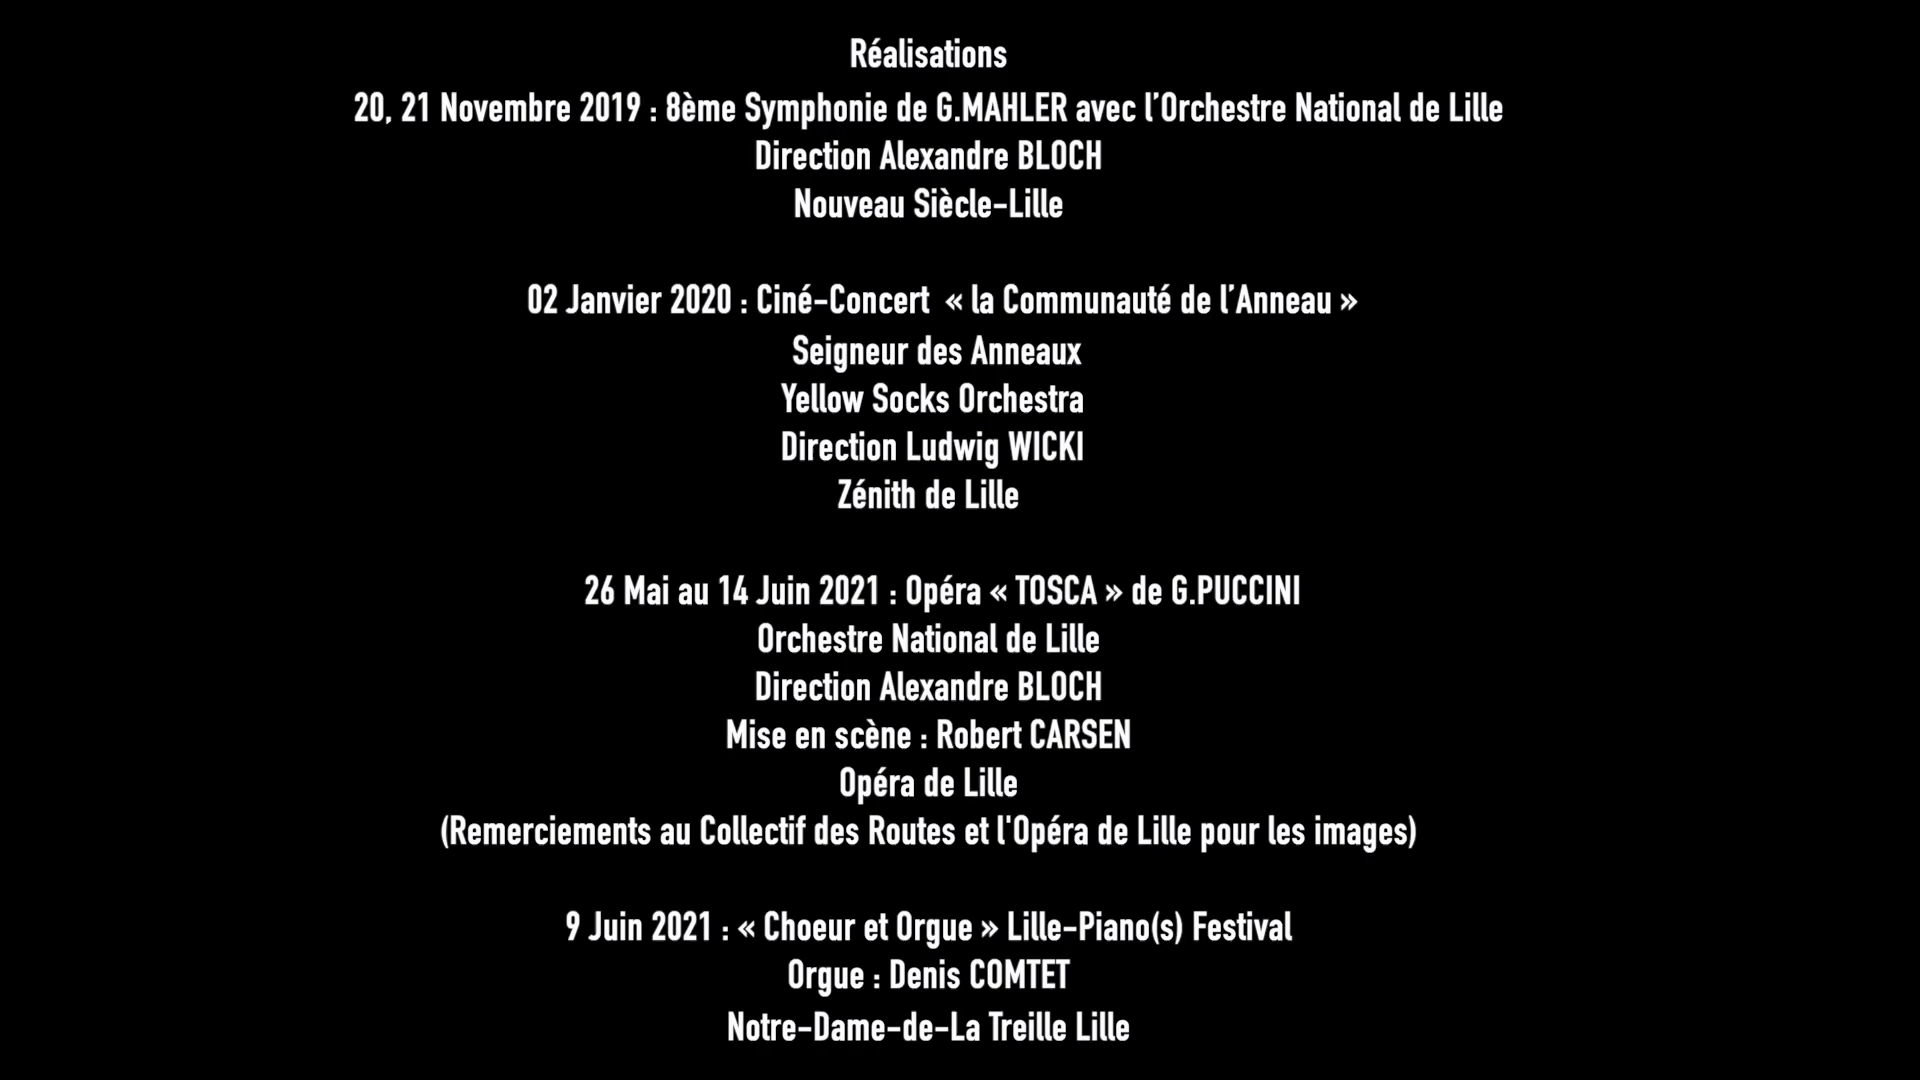 Réalisations
20, 21 Novembre 2019 : 8ème Symphonie de G.MAHLER avec l’Orchestre National de Lille
Direction Alexandre BLOCH
Nouveau Siècle-Lille
02 Janvier 2020 : Ciné-Concert « la Communauté de l’Anneau »
Seigneur des Anneaux
Yellow Socks Orchestra
Direction Ludwig WICKI
Zénith de Lille
26 Mai au 14 Juin 2021 : Opéra « TOSCA » de G.PUCCINI
Orchestre National de Lille
Direction Alexandre BLOCH
Mise en scène : Robert CARSEN
Opéra de Lille
(Remerciements au Collectif des Routes et l'Opéra de Lille pour les images)
9 Juin 2021 : « Choeur et Orgue » Lille-Piano(s) Festival
Orgue : Denis COMTET
Notre-Dame-de-La Treille Lille